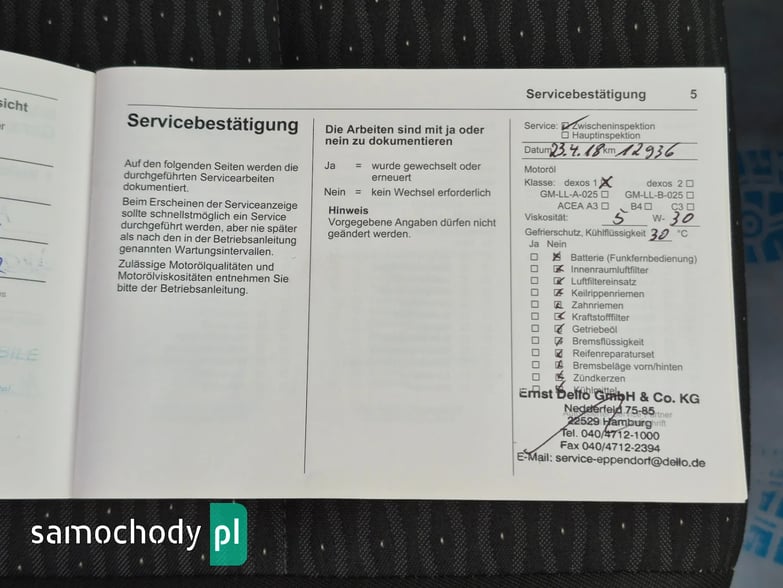 sicht
Servicebestätigung 5
Servicebestätigung
Auf den folgenden Seiten werden die
durchgeführten Servicearbeiten
dokumentiert.
Beim Erscheinen der Serviceanzeige
sollte schnellstmöglich ein Service
durchgeführt werden, aber nie später
als nach den in der Betriebsanleitung
genannten Wartungsintervallen.
Zulässige Motorölqualitäten und
Motorölviskositäten entnehmen Sie
bitte der Betriebsanleitung.
Die Arbeiten sind mit ja oder
nein zu dokumentieren
Ja = wurde gewechselt oder
erneuert
Nein = kein Wechsel erforderlich
Hinweis
Vorgegebene Angaben dürfen nicht
geändert werden.
Service: Zwischeninspektion
Hauptinspektion
Datum 23.4.18 km 12936
Motoröl
Klasse: dexos 1 dexos 2
GM-LL-A-025 GM-LL-B-025
ACEA A3 B4 C3
Viskosität: 5 W- 30
Gefrierschutz, Kühlflüssigkeit 30 °C
Ja Nein
Batterie (Funkfernbedienung)
Innenraumluftfilter
Luftfiltereinsatz
Keilrippenriemen
Zahnriemen
Kraftstofffilter
Getriebeöl
Bremsflüssigkeit
Reifenreparaturset
Bremsbeläge vorn/hinten
Zündkerzen
Kühlmittel
Ernst Dello GmbH & Co. KG
Nedderfeld 75-85
22529 Hamburg
Tel. 040/4712-1000
Fax 040/4712-2394
E-Mail: service-eppendorf@dello.de
samochody pl